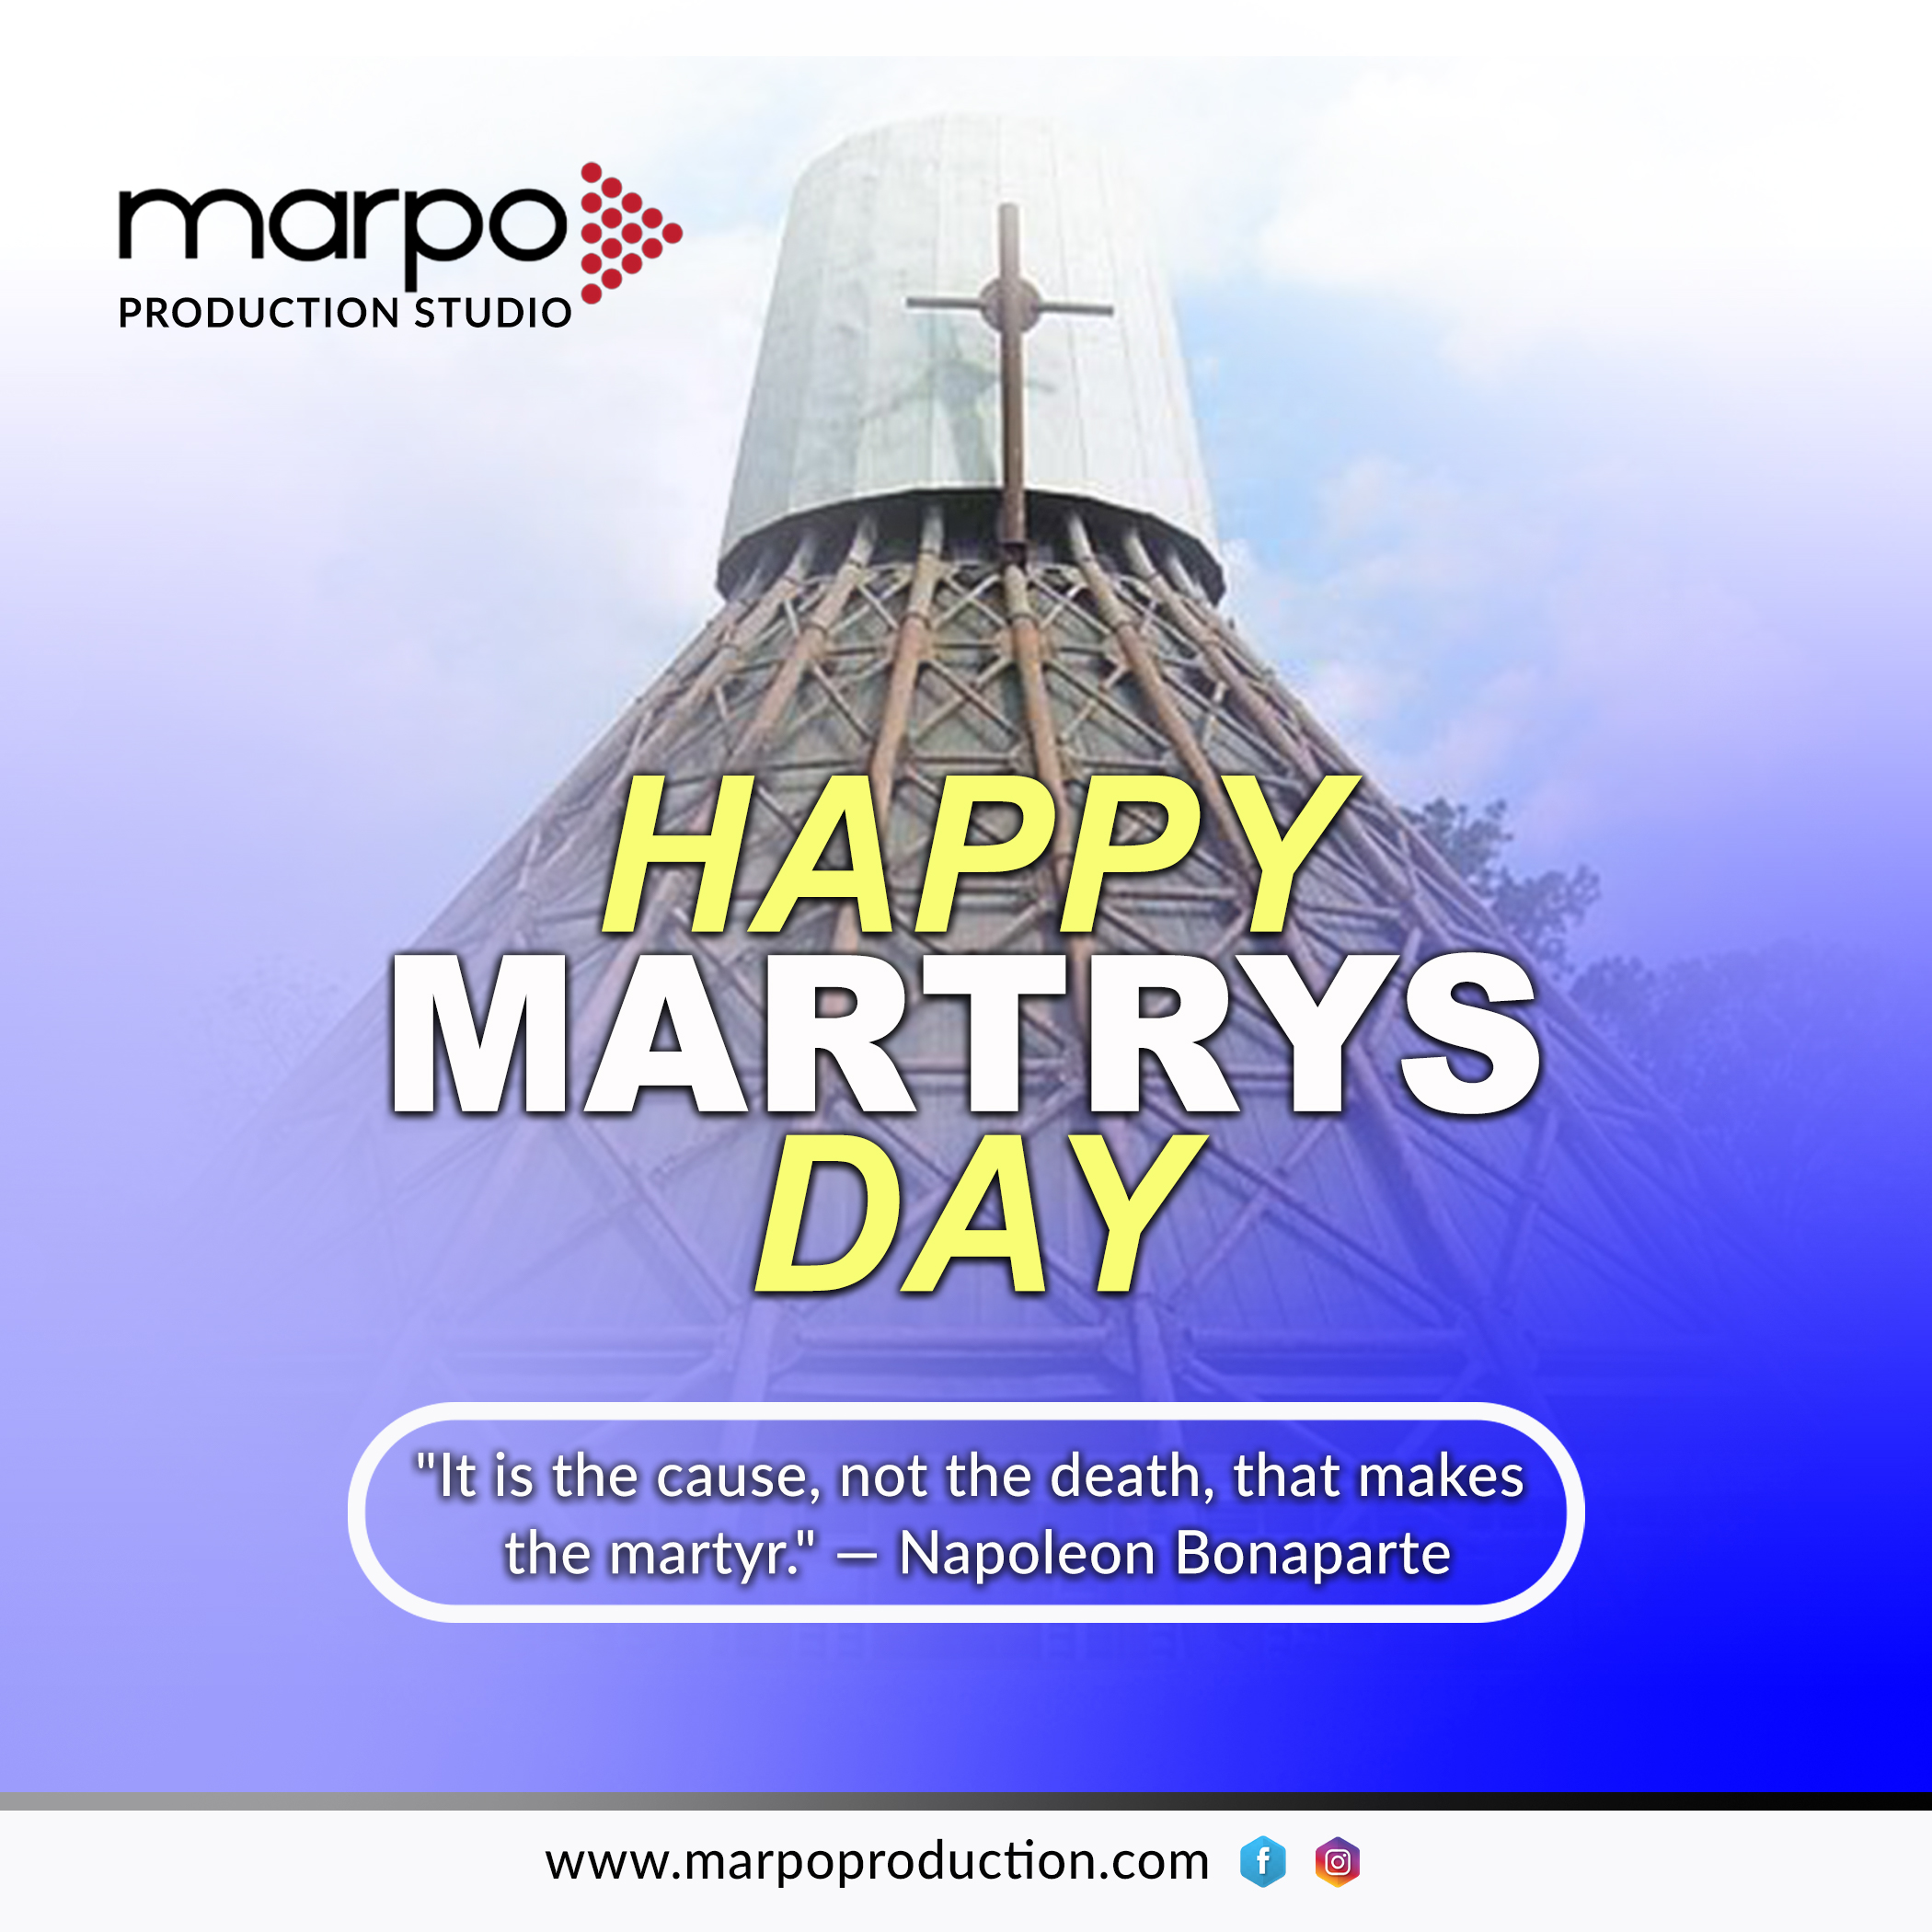 marpo
PRODUCTION STUDIO
HAPPY
MARTRYS
DAY
"It is the cause, not the death, that makes
the martyr." — Napoleon Bonaparte
www.marpoproduction.com